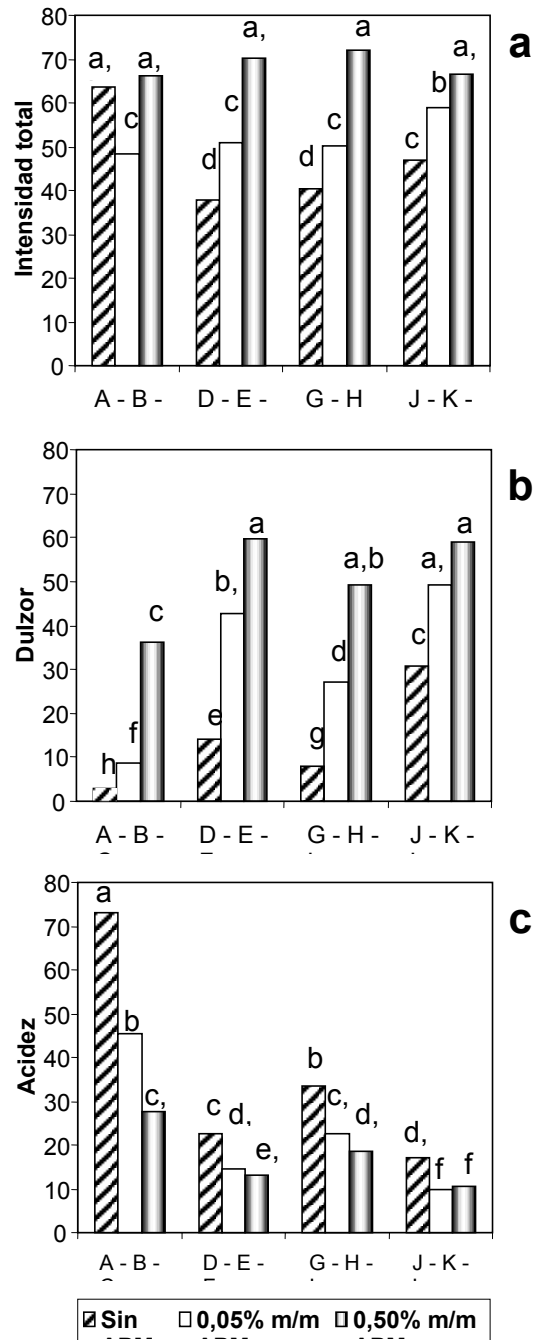 a
Intensidad total
80
70
60
50
40
30
20
10
0
a, c a,
d c a,
d c a
c b a,
A - B - D - E - G - H J - K -
b
Dulzor
80
70
60
50
40
30
20
10
0
h f c
e b, a
g d a,b
c a, a
A - B - D - E - G - H - J - K -
c
Acidez
80
70
60
50
40
30
20
10
0
a b c,
c d, e,
b c, d,
d, f f
A - B - D - E - G - H - J - K -
Sin 0,05% m/m 0,50% m/m